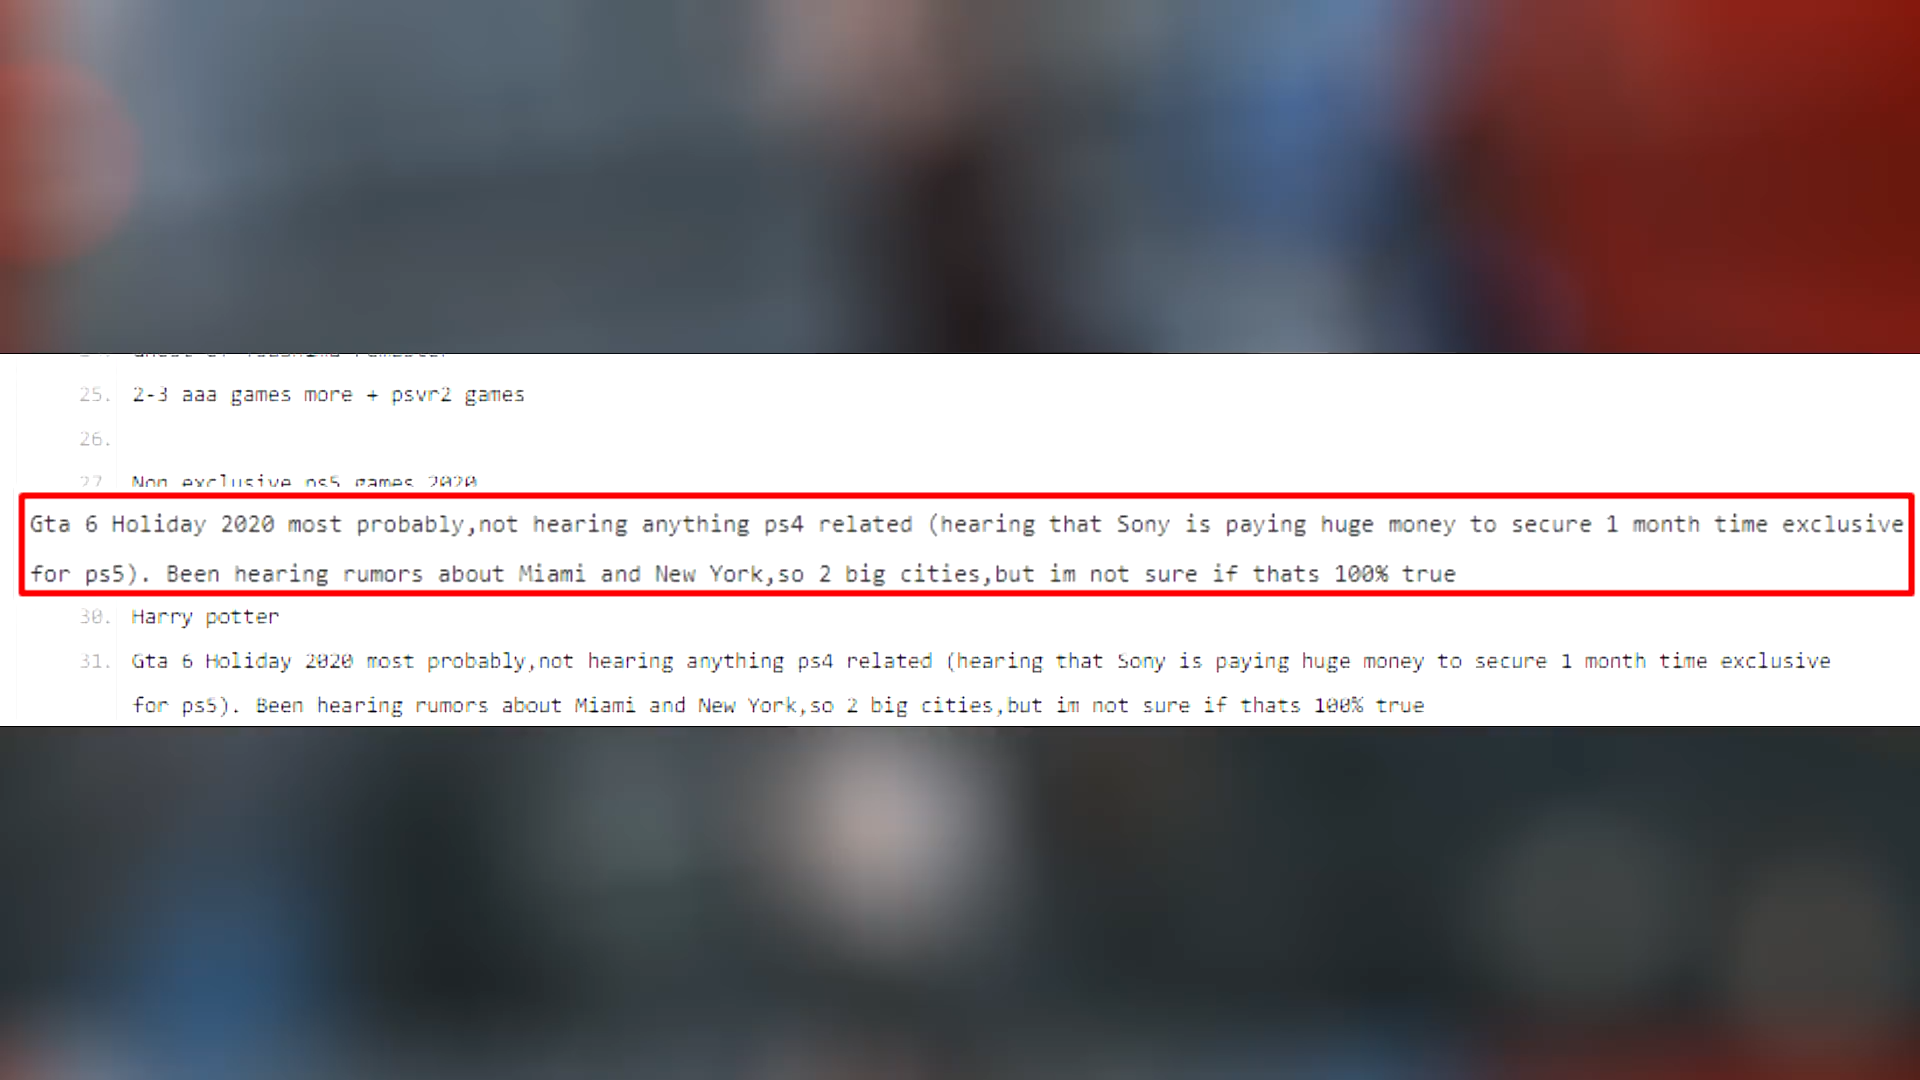 25. 2-3 aaa games more + psvr2 games
26.
27. Non exclusive ps5 games 2020
Gta 6 Holiday 2020 most probably,not hearing anything ps4 related (hearing that Sony is paying huge money to secure 1 month time exclusive
for ps5). Been hearing rumors about Miami and New York,so 2 big cities,but im not sure if thats 100% true
30. Harry potter
31. Gta 6 Holiday 2020 most probably,not hearing anything ps4 related (hearing that Sony is paying huge money to secure 1 month time exclusive
for ps5). Been hearing rumors about Miami and New York,so 2 big cities,but im not sure if thats 100% true